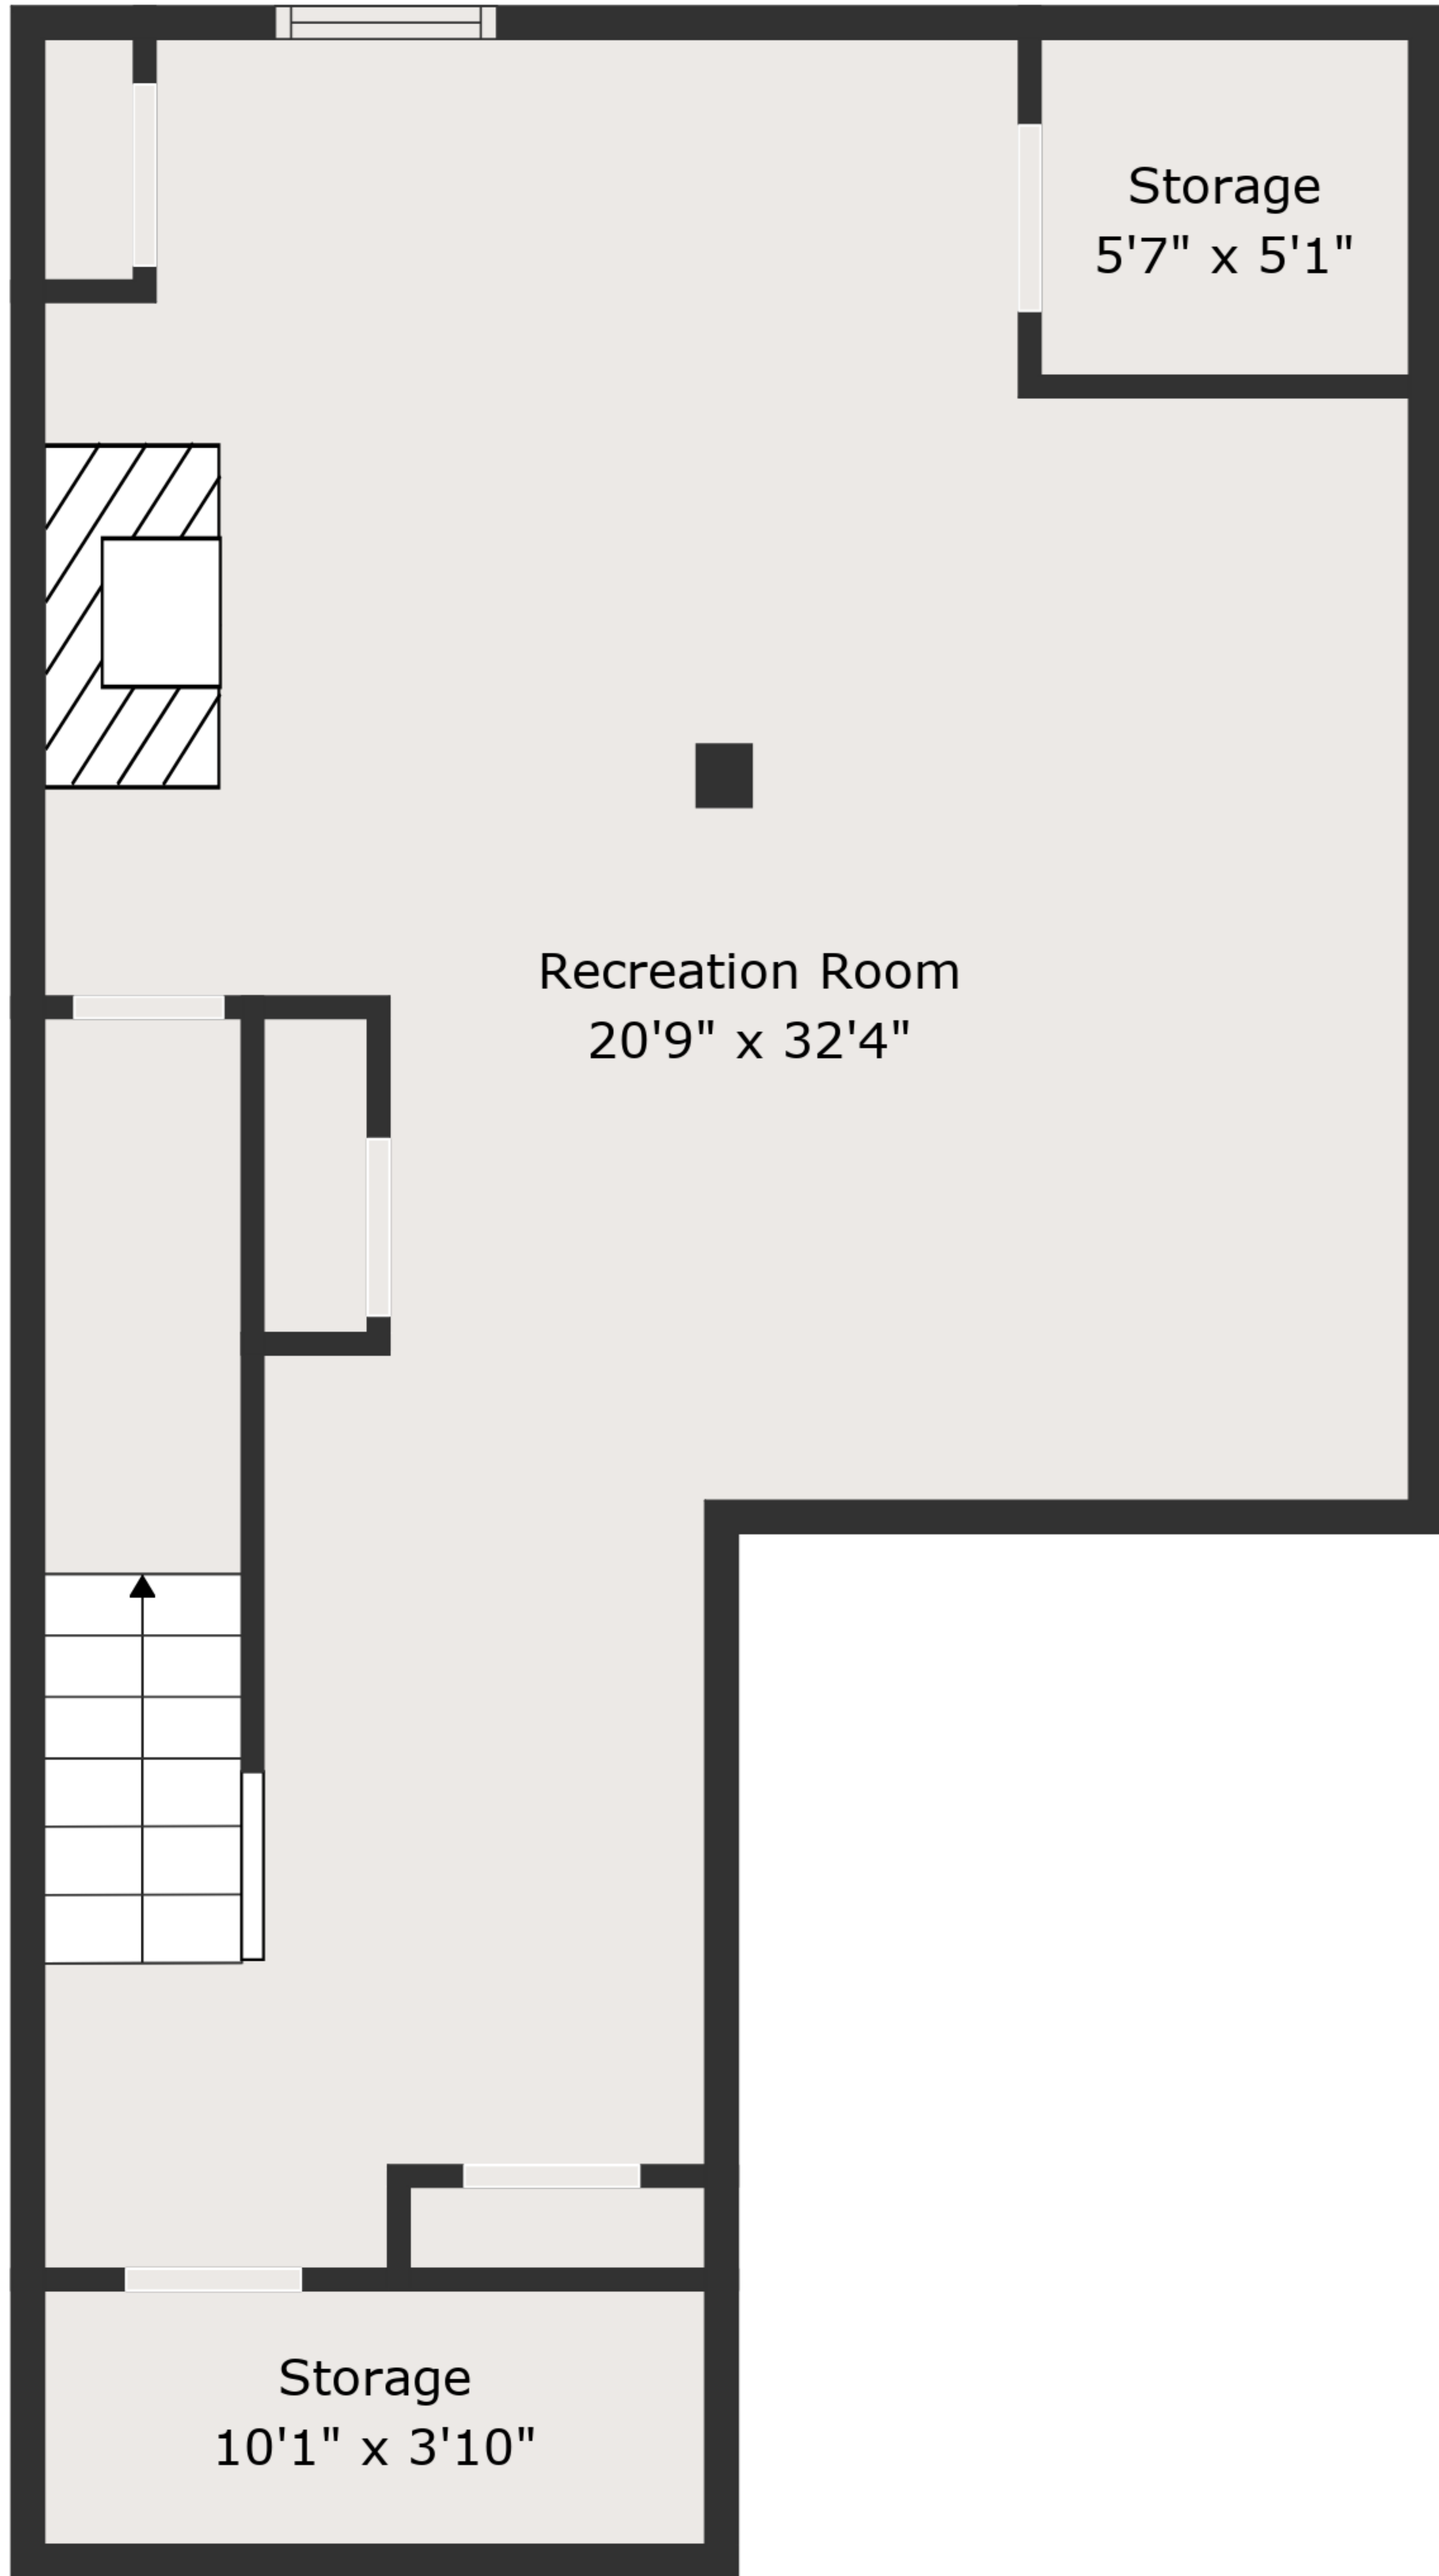 Storage
5'7" x 5'1"
Recreation Room
20'9" x 32'4"
Storage
10'1" x 3'10"